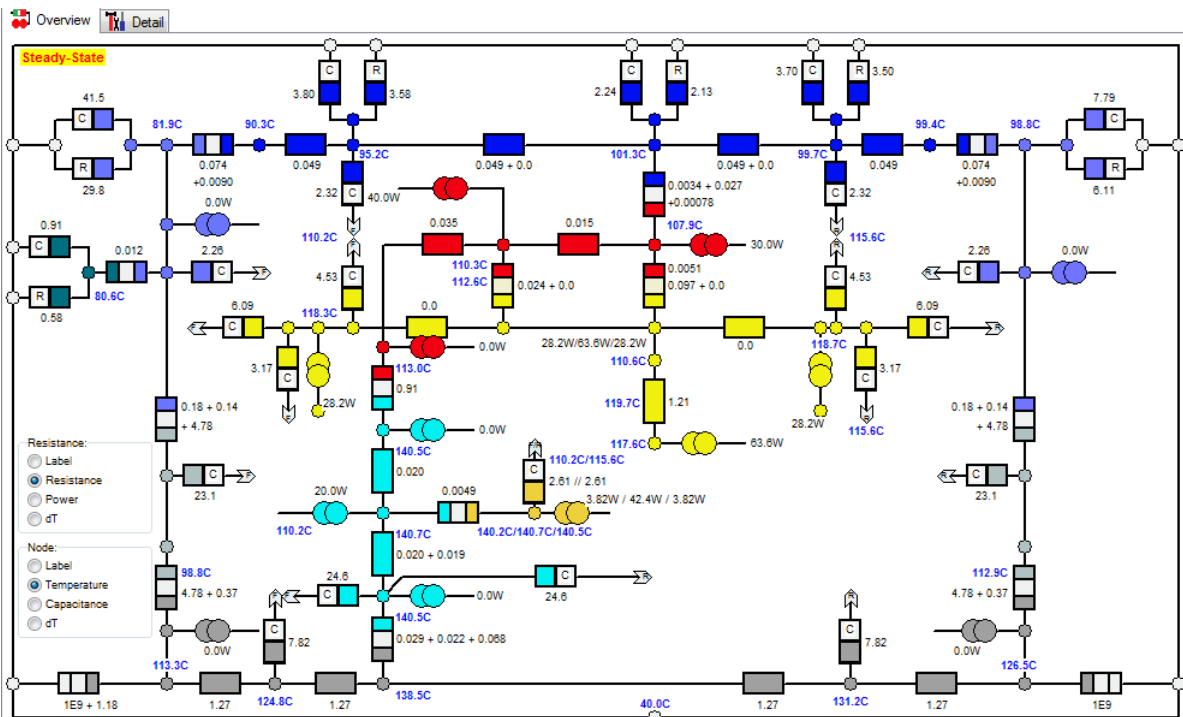 Overview
Detail
Steady-State
C
R
C
R
C
R
3.80
3.58
2.24
2.13
3.70
3.50
41.5
C
R
29.8
81.9C
90.3C
0.074
+0.0090
0.049
95.2C
0.049 + 0.0
101.3C
0.049 + 0.0
99.7C
0.049
99.4C
0.074
+0.0090
98.8C
7.79
C
R
6.11
2.32
C
40.0W
0.0034 + 0.027
+0.00078
2.32
C
0.0W
F
110.2C
F
0.035
0.015
107.9C
30.0W
R
115.6C
R
0.91
C
R
0.58
0.012
80.6C
2.26
C
F
4.53
C
110.3C
112.6C
0.024 + 0.0
0.0051
0.097 + 0.0
4.53
C
2.26
R
C
0.0W
6.09
F
C
118.3C
0.0
28.2W/63.6W/28.2W
0.0
118.7C
6.09
C
R
3.17
C
F
28.2W
0.0W
113.0C
0.91
110.6C
119.7C
1.21
3.17
C
R
115.6C
28.2W
0.18 + 0.14
+ 4.78
0.0W
140.5C
117.6C
63.6W
0.18 + 0.14
+ 4.78
Resistance:
Label
Resistance
Power
dT
C
F
23.1
0.020
110.2C/115.6C
C
2.61 // 2.61
R
C
23.1
20.0W
110.2C
0.0049
3.82W / 42.4W / 3.82W
140.2C/140.7C/140.5C
140.7C
0.020 + 0.019
Node:
Label
Temperature
Capacitance
dT
98.8C
4.78 + 0.37
24.6
F
C
C
R
24.6
0.0W
112.9C
4.78 + 0.37
140.5C
0.029 + 0.022 + 0.068
0.0W
F
C
7.82
R
C
7.82
0.0W
113.3C
126.5C
1E9 + 1.18
1.27
124.8C
1.27
138.5C
40.0C
1.27
131.2C
1.27
1E9